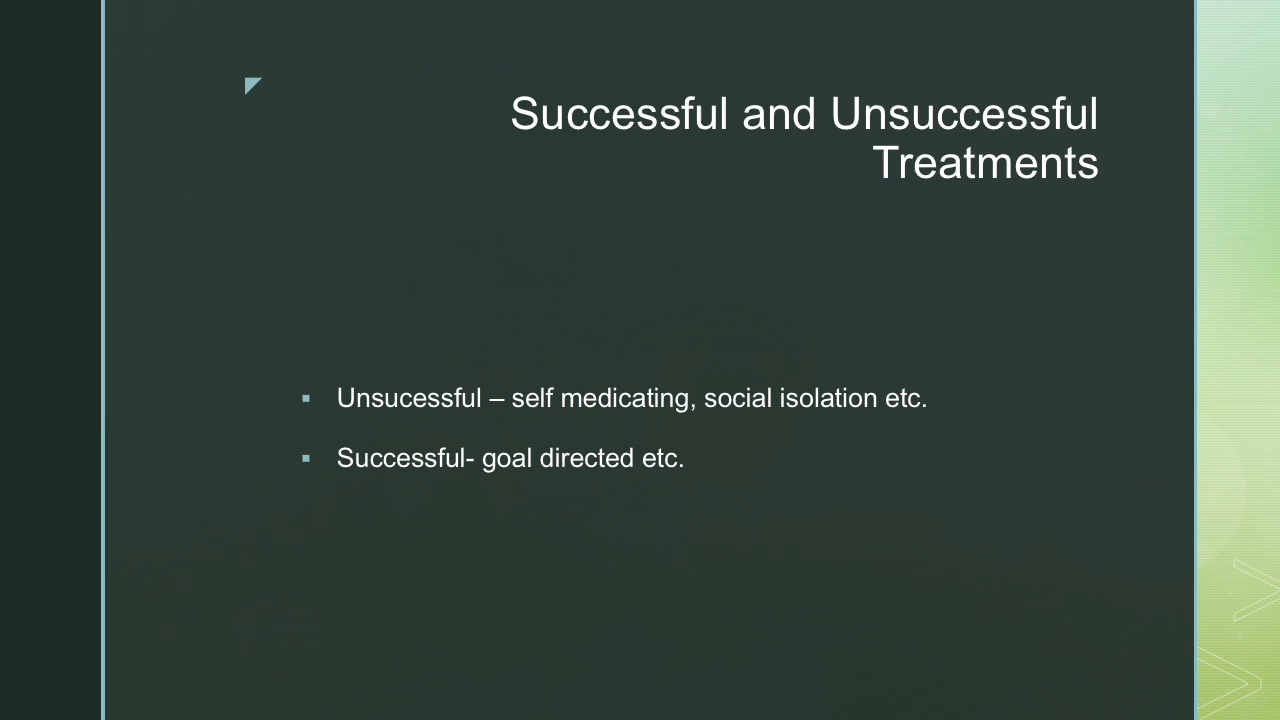 Successful and Unsuccessful
Treatments
▪ Unsucessful – self medicating, social isolation etc.
▪ Successful- goal directed etc.